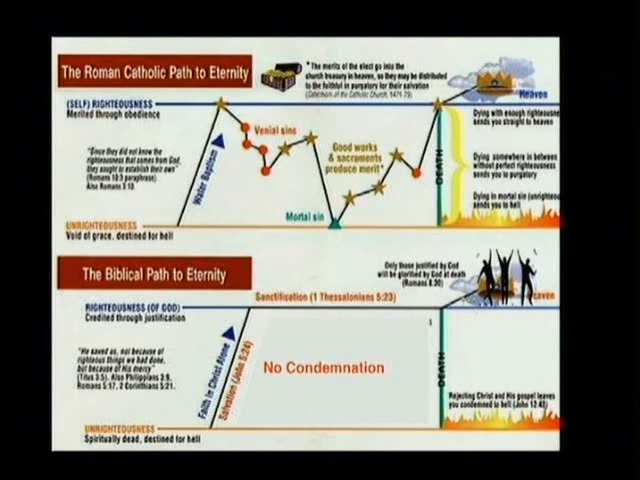 The Roman Catholic Path to Eternity
* The merits of the elect go into the
church treasury in heaven, so they may be distributed
to the faithful in purgatory for their salvation
(Catechism of the Catholic Church, 1471-79)
Heaven
(SELF) RIGHTEOUSNESS
Merited through obedience
Dying with enough righteousne
sends you straight to heaven
Venial sins
"Since they did not know the
righteousness that comes from God,
they sought to establish their own"
(Romans 10:3 paraphrase).
Also Romans 3:10
Water Baptism
Good works
& sacraments
produce merit*
DEATH
Dying somewhere in between
without perfect righteousness
sends you to purgatory
Dying in mortal sin (unrighteou
sends you to hell
Mortal sin
UNRIGHTEOUSNESS
Void of grace, destined for hell
The Biblical Path to Eternity
Only those justified by God
will be glorified by God at death
(Romans 8:30)
eaven
Sanctification (1 Thessalonians 5:23)
RIGHTEOUSNESS (OF GOD)
Credited through justification
"He saved us, not because of
righteous things we had done,
but because of His mercy"
(Titus 3:5). Also Philippians 3:9,
Romans 5:17, 2 Corinthians 5:21.
Faith in Christ Alone
Salvation (John 5:24)
No Condemnation
DEATH
Rejecting Christ and His gospel leaves
you condemned to hell (John 12:48)
UNRIGHTEOUSNESS
Spiritually dead, destined for hell